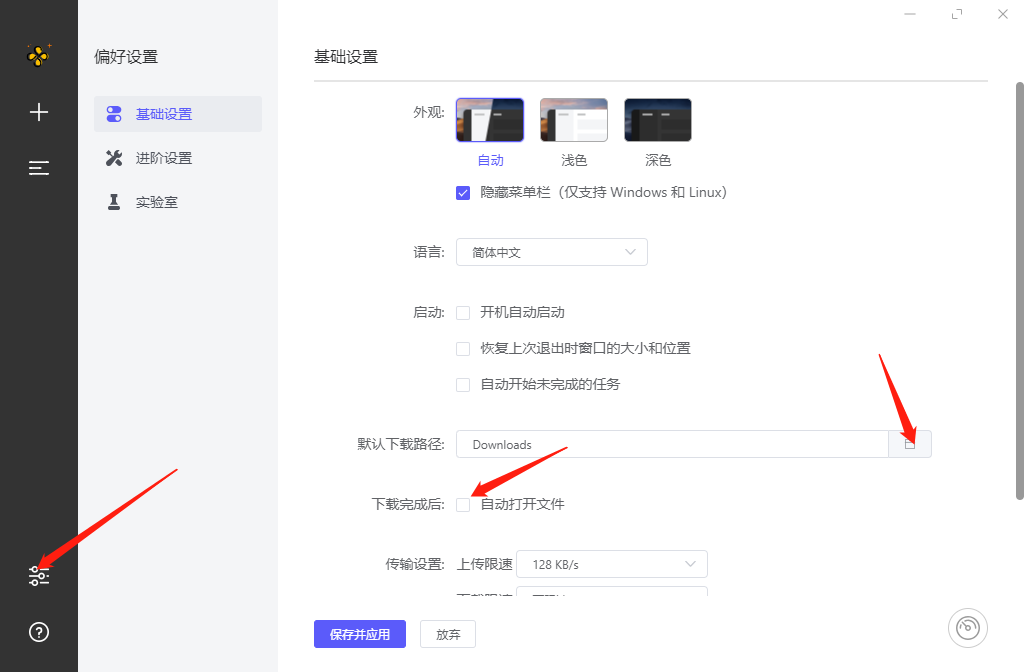 偏好设置
基础设置
进阶设置
实验室
基础设置
外观:
自动
浅色
深色
隐藏菜单栏（仅支持 Windows 和 Linux）
语言:
简体中文
启动:
开机自动启动
恢复上次退出时窗口的大小和位置
自动开始未完成的任务
默认下载路径:
Downloads
下载完成后:
自动打开文件
传输设置:
上传限速
128 KB/s
保存并应用
放弃